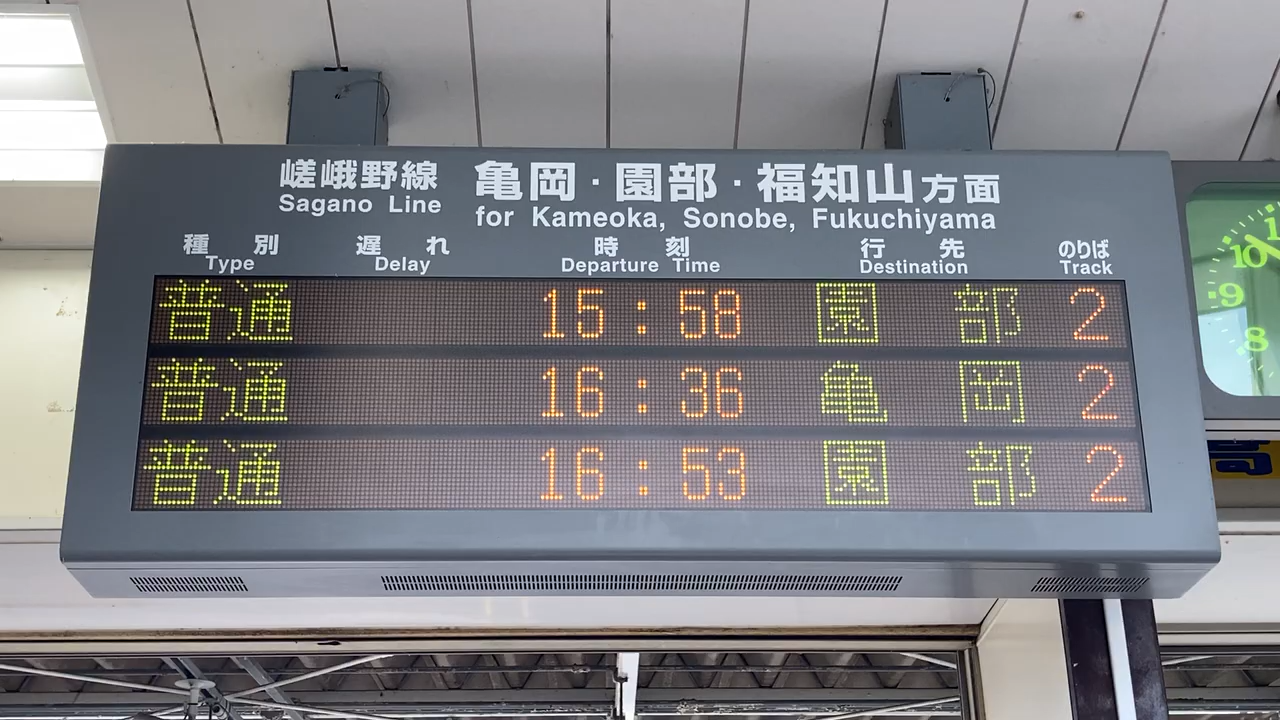 嵯峨野線 亀岡・園部・福知山方面
Sagano Line for Kameoka, Sonobe, Fukuchiyama
種別 遅れ 時刻 行先 のりば
Type Delay Departure Time Destination Track
普通 15:58 園部 2
普通 16:36 亀岡 2
普通 16:53 園部 2
10
9
8